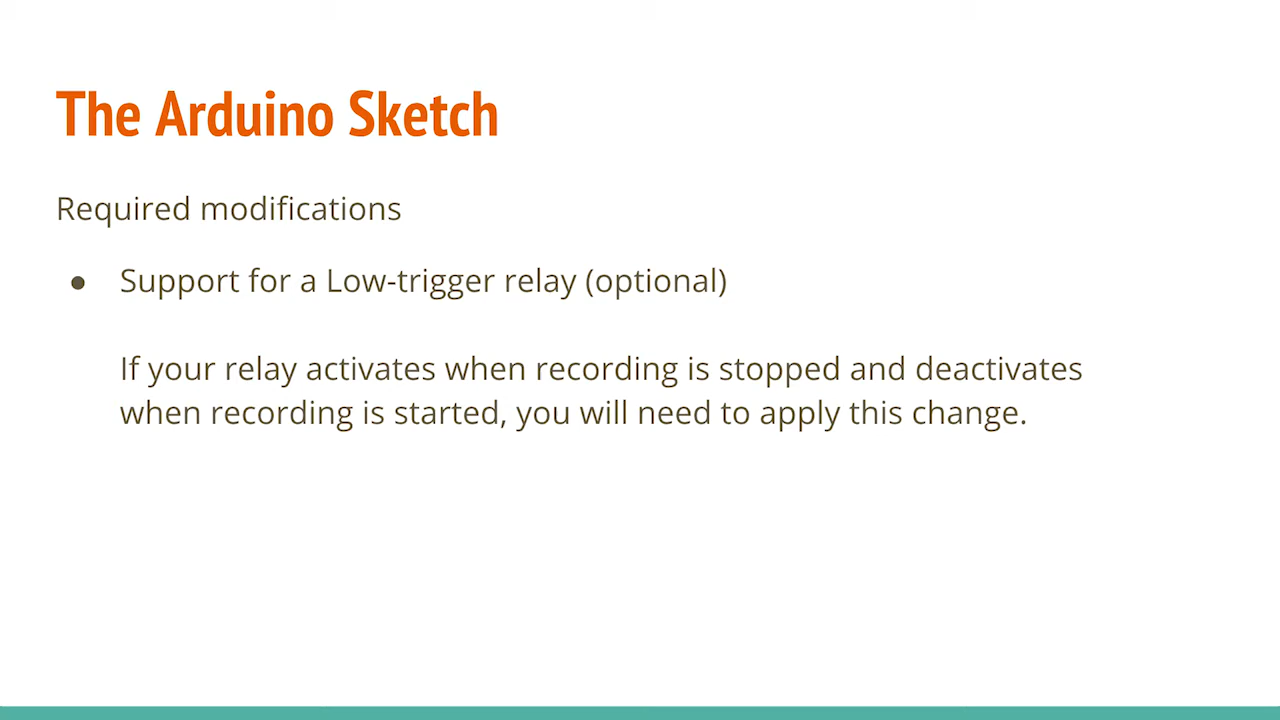 The Arduino Sketch
Required modifications
● Support for a Low-trigger relay (optional)
If your relay activates when recording is stopped and deactivates
when recording is started, you will need to apply this change.